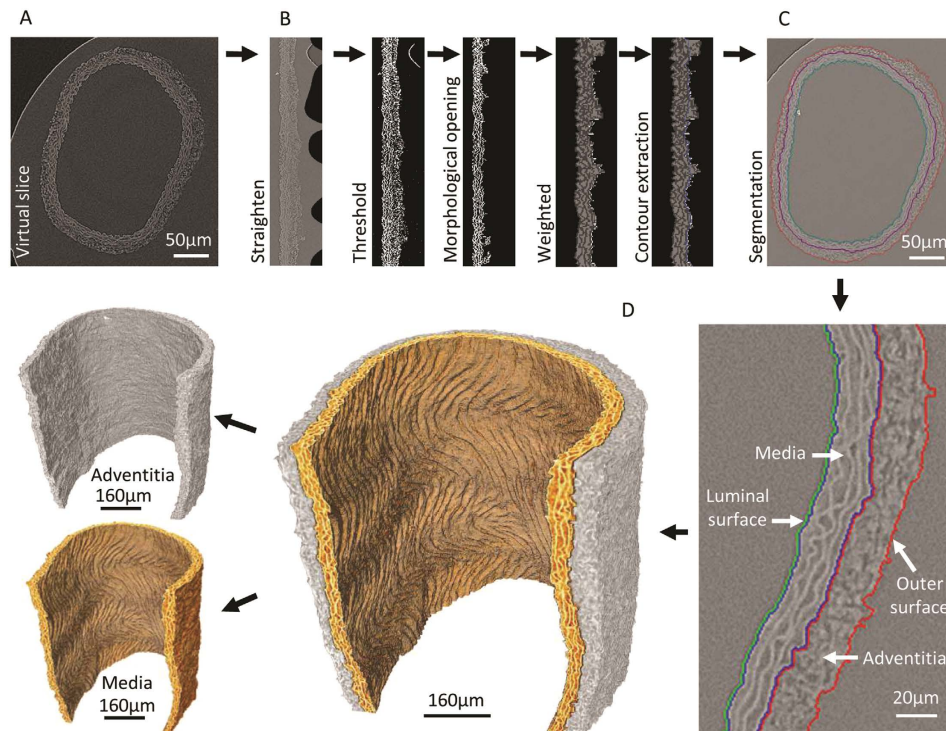 A
B
C
Virtual slice
50µm
Straighten
Threshold
Morphological opening
Weighted
Contour extraction
Segmentation
50µm
D
Adventitia
160µm
Media
160µm
160µm
Media
Luminal
surface
Outer
surface
Adventitia
20µm